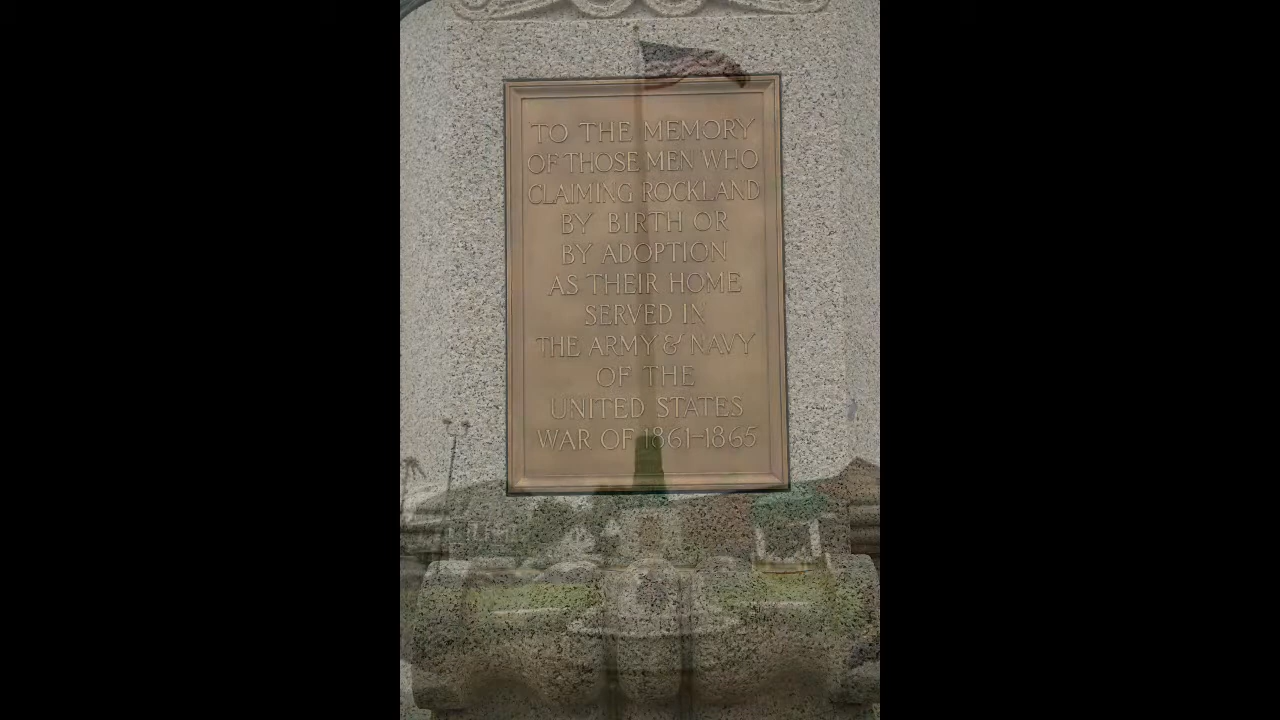 TO THE MEMORY
OF THOSE MEN WHO
CLAIMING ROCKLAND
BY BIRTH OR
BY ADOPTION
AS THEIR HOME
SERVED IN
THE ARMY & NAVY
OF THE
UNITED STATES
WAR OF 1861-1865